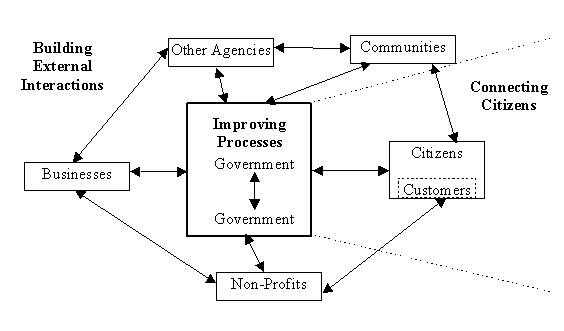 Building
External
Interactions
Other Agencies
Communities
Connecting
Citizens
Improving
Processes
Government
Government
Businesses
Citizens
Customers
Non-Profits